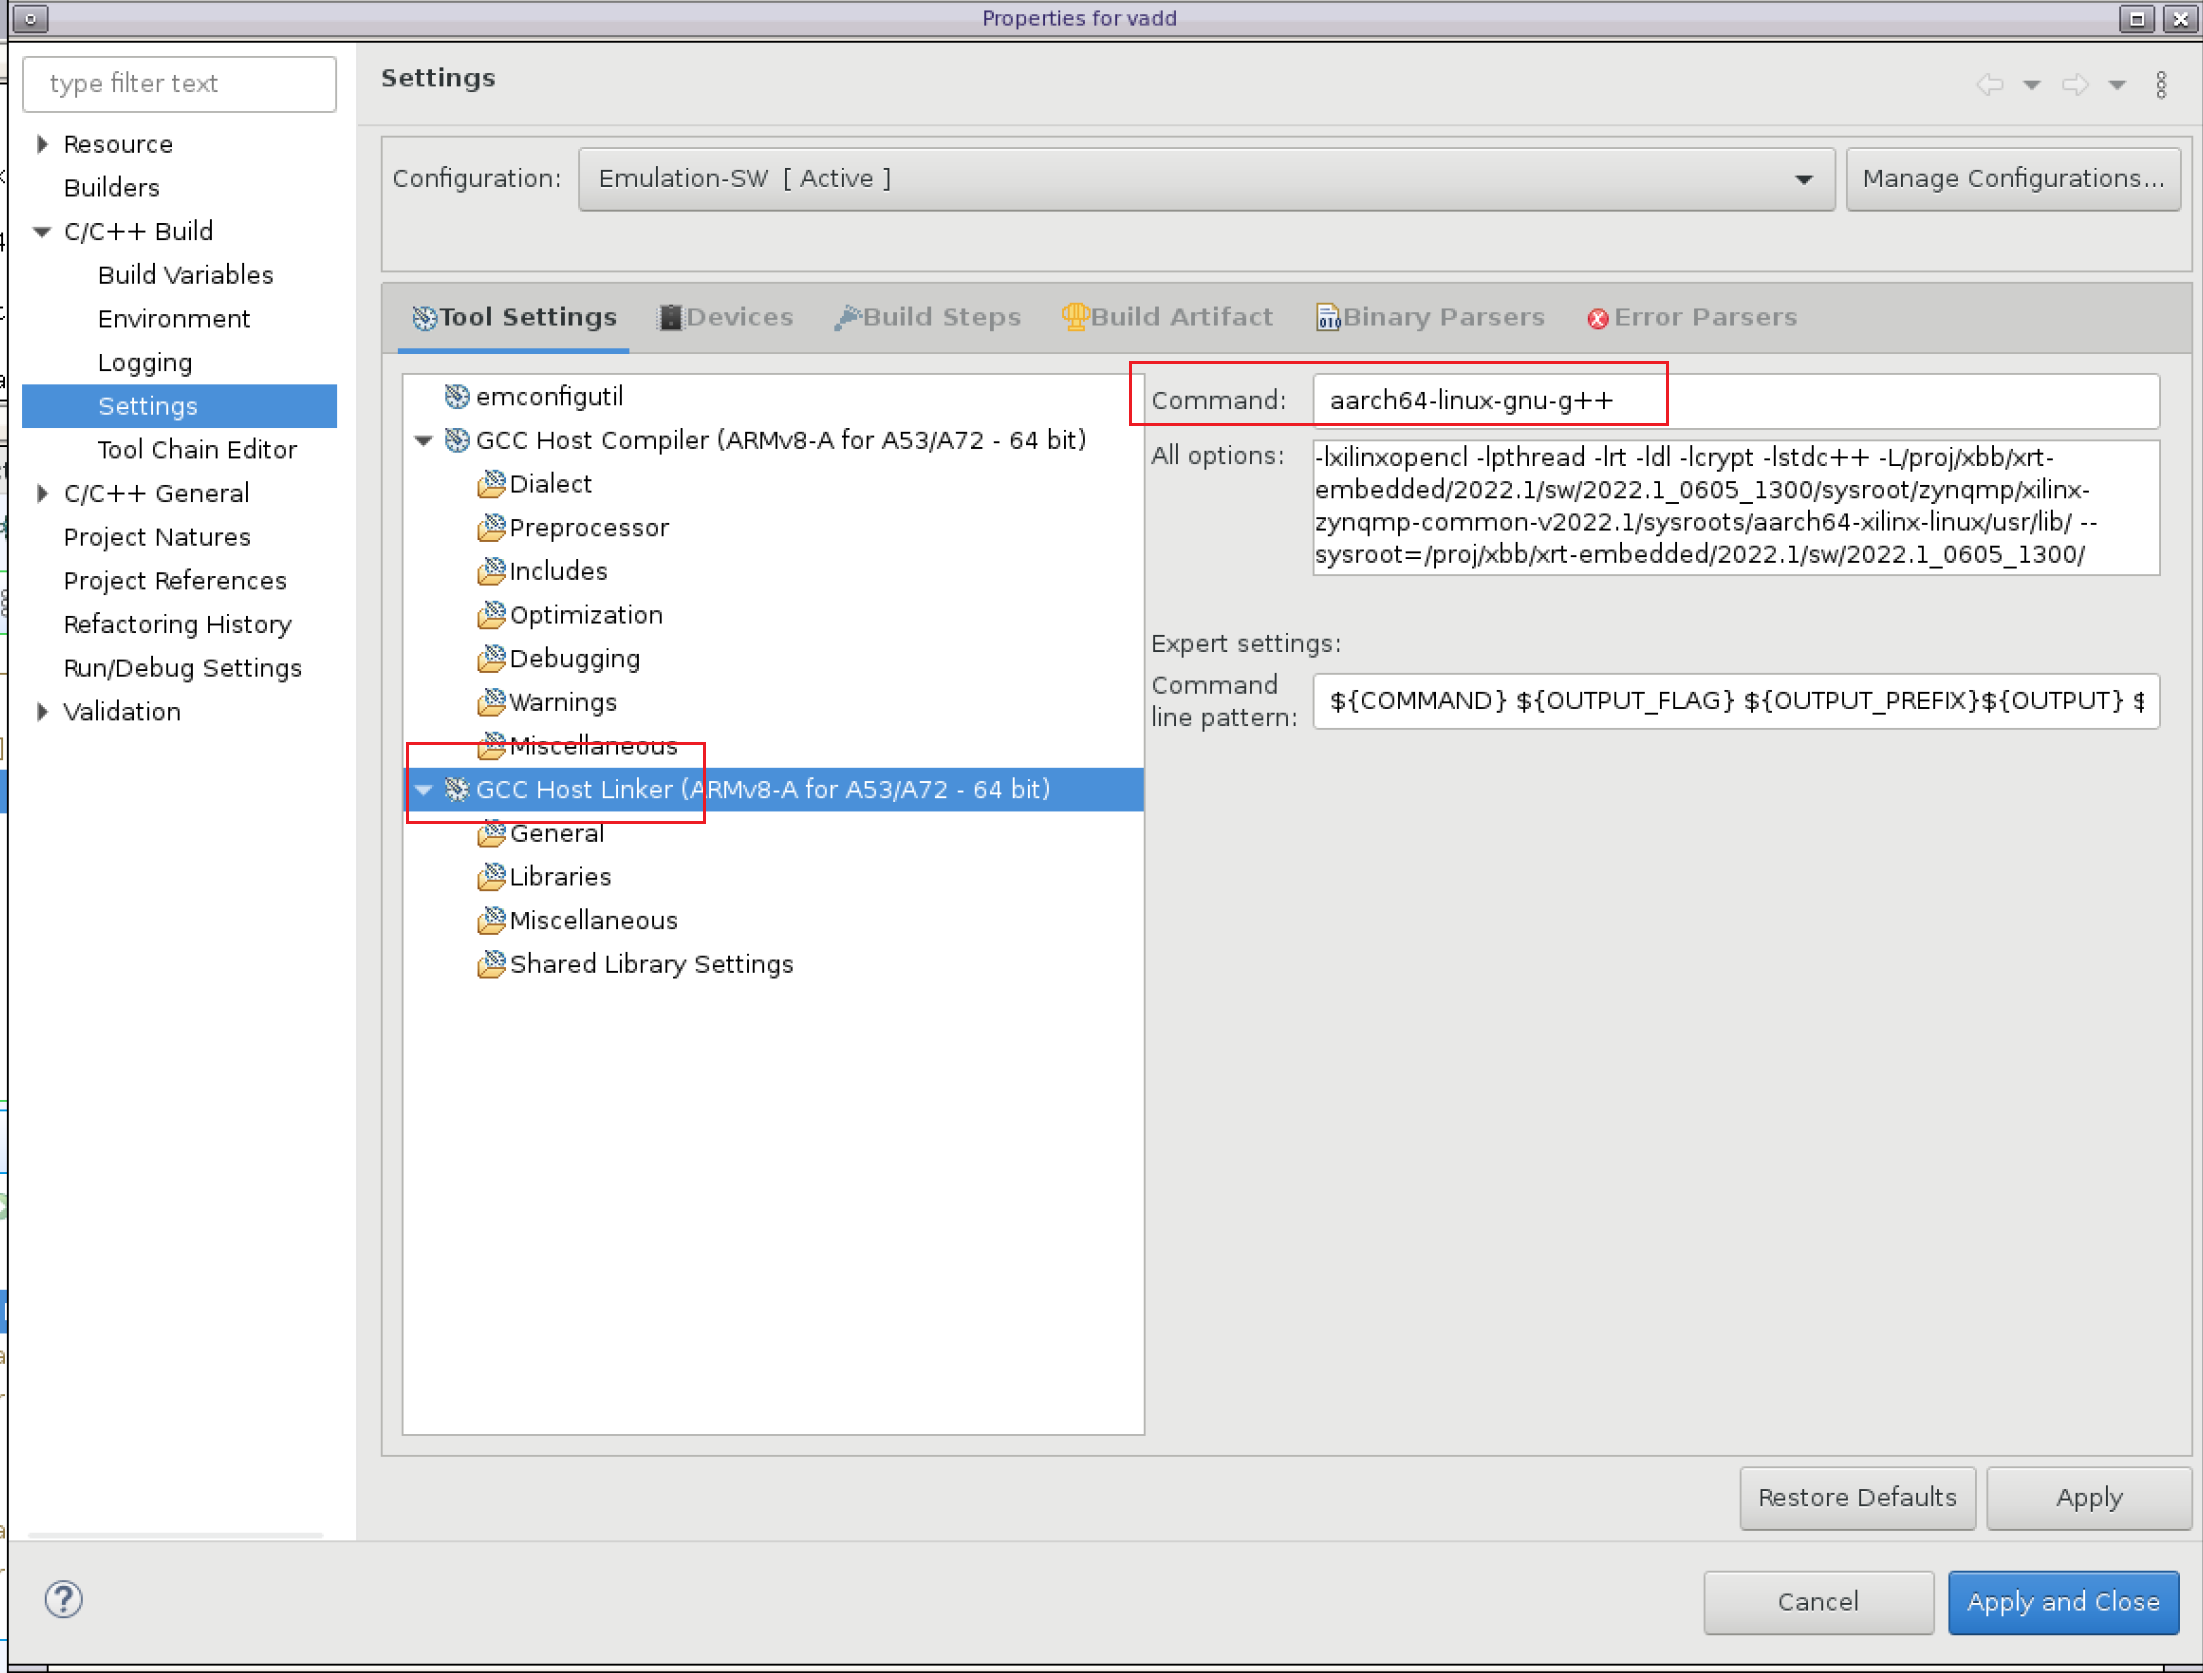 Properties for vadd
type filter text
Resource
Builders
C/C++ Build
Build Variables
Environment
Logging
Settings
Tool Chain Editor
C/C++ General
Project Natures
Project References
Refactoring History
Run/Debug Settings
Validation
Settings
Configuration: Emulation-SW [ Active ] Manage Configurations...
Tool Settings Devices Build Steps Build Artifact Binary Parsers Error Parsers
emconfigutil
GCC Host Compiler (ARMv8-A for A53/A72 - 64 bit)
Dialect
Preprocessor
Includes
Optimization
Debugging
Warnings
Miscellaneous
GCC Host Linker (ARMv8-A for A53/A72 - 64 bit)
General
Libraries
Miscellaneous
Shared Library Settings
Command: aarch64-linux-gnu-g++
All options: -lxilinxopencl -lpthread -lrt -ldl -lcrypt -lstdc++ -L/proj/xbb/xrt-
embedded/2022.1/sw/2022.1_0605_1300/sysroot/zynqmp/xilinx-
zynqmp-common-v2022.1/sysroots/aarch64-xilinx-linux/usr/lib/ --
sysroot=/proj/xbb/xrt-embedded/2022.1/sw/2022.1_0605_1300/
Expert settings:
Command
line pattern: ${COMMAND} ${OUTPUT_FLAG} ${OUTPUT_PREFIX}${OUTPUT} $
Restore Defaults Apply
Cancel Apply and Close